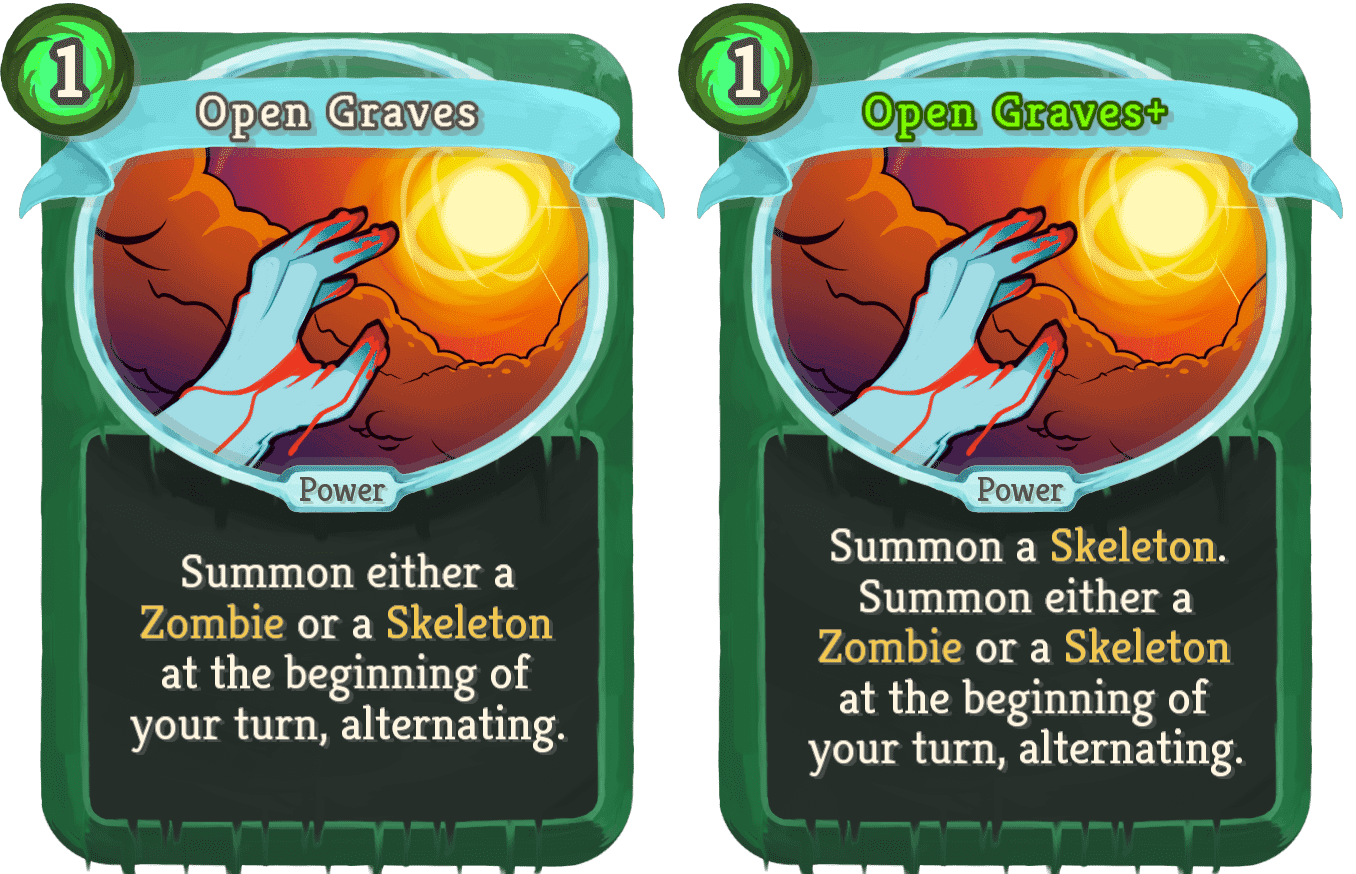 1
Open Graves
Power
Summon either a
Zombie or a Skeleton
at the beginning of
your turn, alternating.
1
Open Graves+
Power
Summon a Skeleton.
Summon either a
Zombie or a Skeleton
at the beginning of
your turn, alternating.